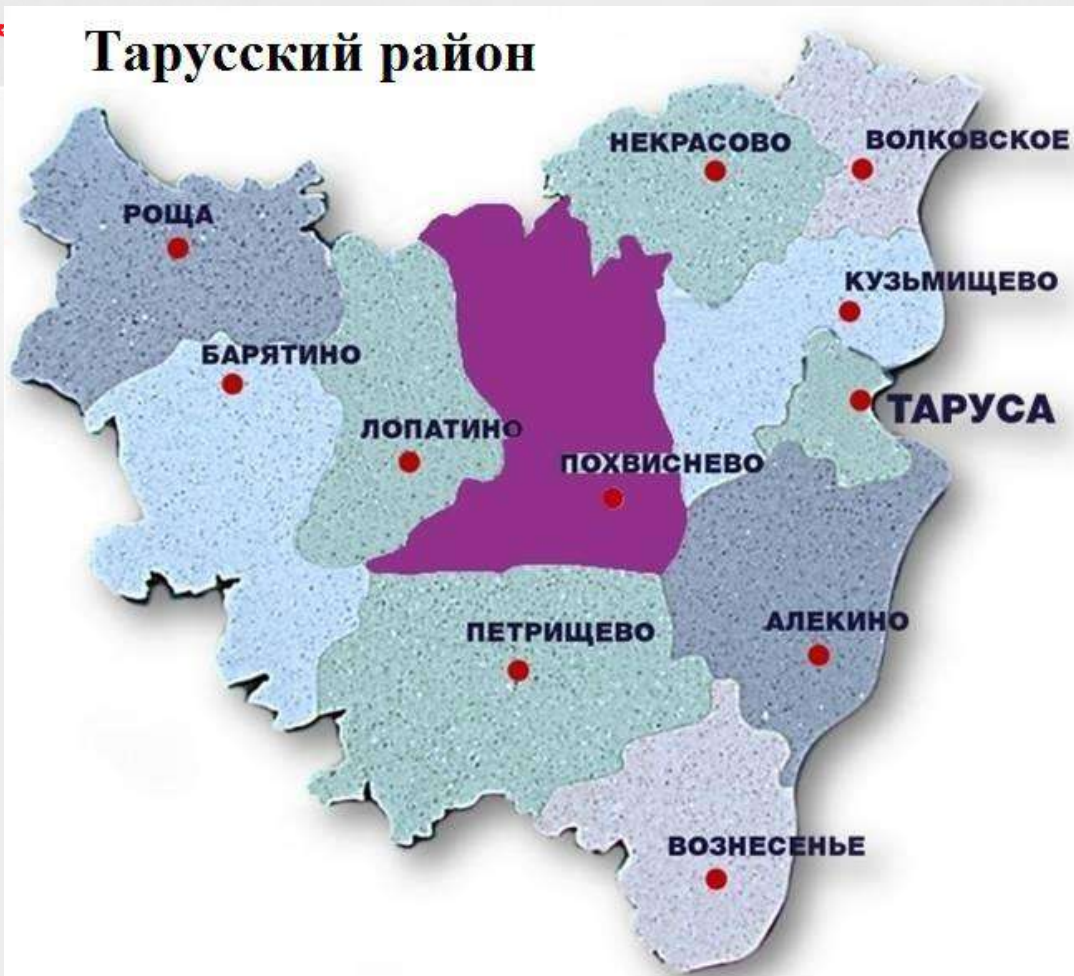 Тарусский район
НЕКРАСОВО
ВОЛКОВСКОЕ
РОЩА
КУЗЬМИЩЕВО
БАРЯТИНО
ТАРУСА
ЛОПАТИНО
ПОХВИСНЕВО
ПЕТРИЩЕВО
АЛЕКИНО
ВОЗНЕСЕНЬЕ